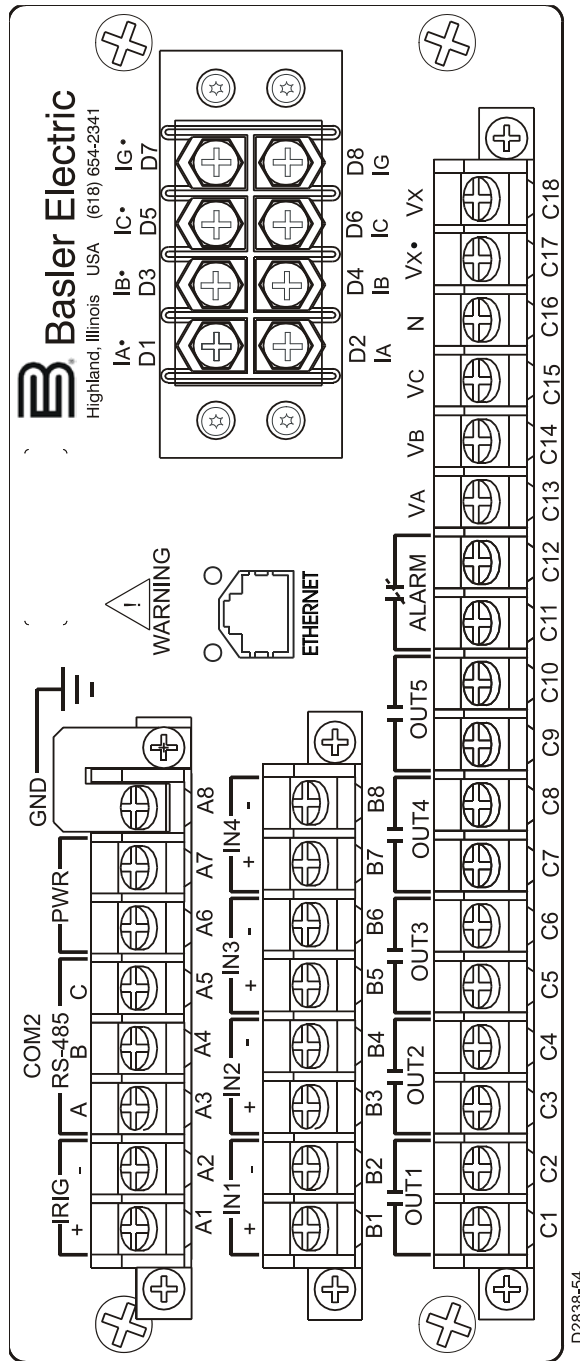 Basler Electric
Highland, Illinois USA (618) 654-2341
IA• IB• IC• IG•
D1 D3 D5 D7
D2 D4 D6 D8
IA IB IC IG
WARNING
ETHERNET
GND
COM2
IRIG RS-485 PWR
+ - A B C
A1 A2 A3 A4 A5 A6 A7 A8
IN1 IN2 IN3 IN4
+ - + - + - + -
B1 B2 B3 B4 B5 B6 B7 B8
OUT1 OUT2 OUT3 OUT4 OUT5 ALARM VA VB VC N VX• VX
C1 C2 C3 C4 C5 C6 C7 C8 C9 C10 C11 C12 C13 C14 C15 C16 C17 C18
D2838-54